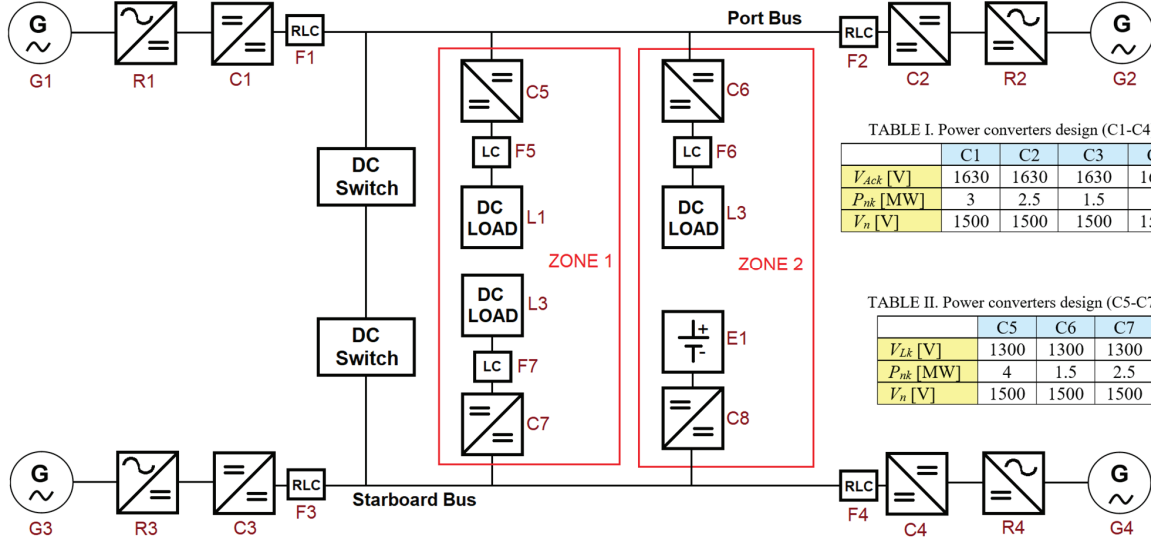 G
G1
R1
C1
RLC
F1
Port Bus
RLC
F2
C2
R2
G
G2
C5
LC
F5
DC
LOAD
L1
ZONE 1
C6
LC
F6
DC
LOAD
L3
ZONE 2
DC
Switch
DC
Switch
DC
LOAD
L3
LC
F7
C7
+
-
E1
C8
TABLE I. Power converters design (C1-C4
C1 C2 C3
V_Ack [V] 1630 1630 1630
P_nk [MW] 3 2.5 1.5
V_n [V] 1500 1500 1500
TABLE II. Power converters design (C5-C7
C5 C6 C7
V_Lk [V] 1300 1300 1300
P_nk [MW] 4 1.5 2.5
V_n [V] 1500 1500 1500
G
G3
R3
C3
RLC
F3
Starboard Bus
RLC
F4
C4
R4
G
G4